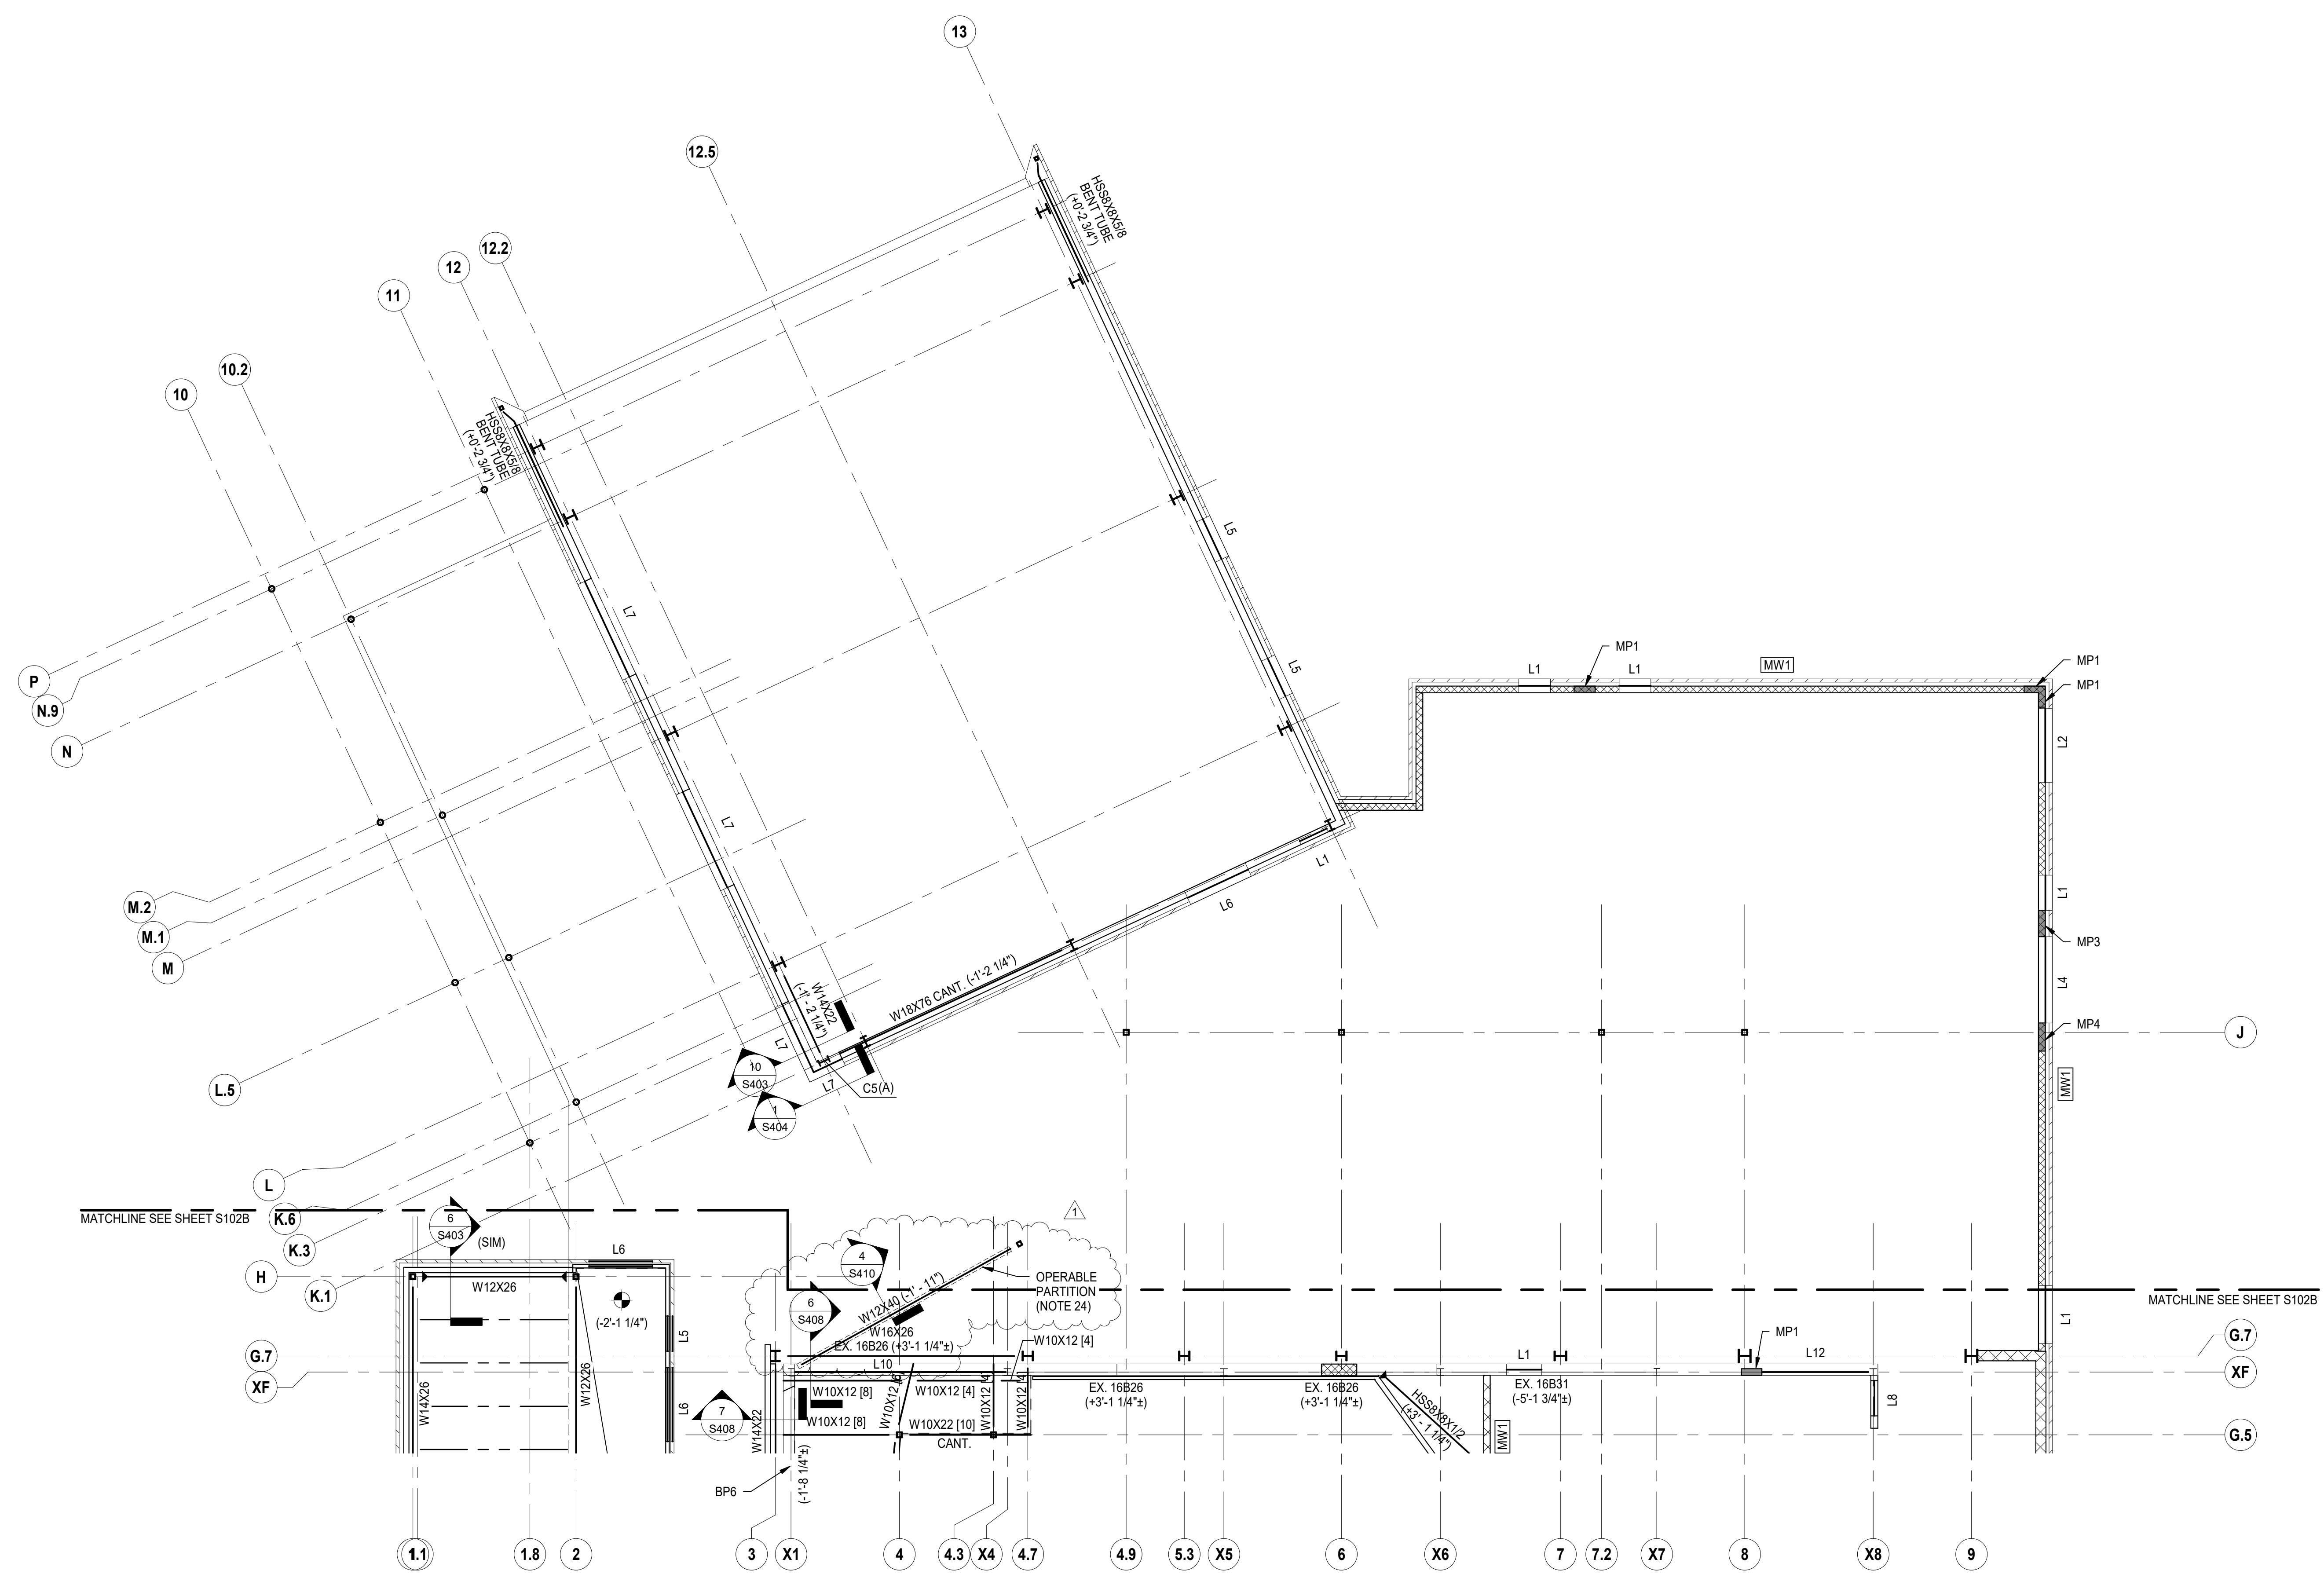 13
12.5
12.2
12
11
10.2
10
HSS8X8X5/8
BENT TUBE
(+0'-2 3/4")
HSS8X8X5/8
BENT TUBE
(+0'-2 3/4")
L5
L7
L5
MP1
L1
L1
MW1
MP1
MP1
P
N.9
N
L2
L7
L1
L6
L1
MP3
M.2
M.1
M
W18X76 CANT. (-1'-2 1/4")
W14X22
(-1' - 2 1/4")
L4
MP4
J
L7
10
S403
L7
C5(A)
1
S404
MW1
L.5
L
K.6
K.3
K.1
MATCHLINE SEE SHEET S102B
6
S403
(SIM)
1
L6
4
S410
H
W12X26
(-2'-1 1/4")
6
S408
W12X40 (-1' - 11")
OPERABLE
PARTITION
(NOTE 24)
MATCHLINE SEE SHEET S102B
L1
W16X26
EX. 16B26 (+3'-1 1/4"±)
W10X12 [4]
L5
MP1
G.7
G.7
L10
L1
L12
XF
XF
W14X26
W12X26
L6
W10X12 [8]
W10X12 [4]
EX. 16B26
(+3'-1 1/4"±)
EX. 16B26
(+3'-1 1/4"±)
EX. 16B31
(-5'-1 3/4"±)
L8
7
S408
W14X22
W10X12 [8]
W10X22 [10]
CANT.
W10X12 [4]
W10X12 [4]
HSS8X8X1/2
(+3' - 1 1/4")
MW1
G.5
BP6
(-1'-8 1/4"±)
1.1
1.8
2
3
X1
4
4.3
X4
4.7
4.9
5.3
X5
6
X6
7
7.2
X7
8
X8
9